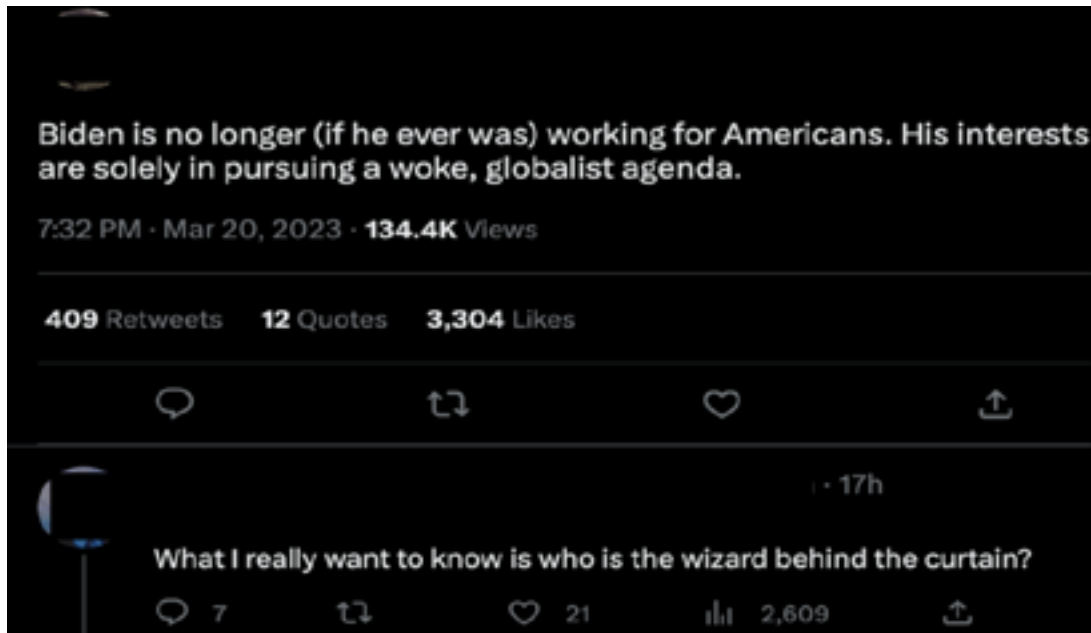 Biden is no longer (if he ever was) working for Americans. His interests
are solely in pursuing a woke, globalist agenda.
7:32 PM · Mar 20, 2023 · 134.4K Views
409 Retweets 12 Quotes 3,304 Likes
· 17h
What I really want to know is who is the wizard behind the curtain?
7 21 2,609